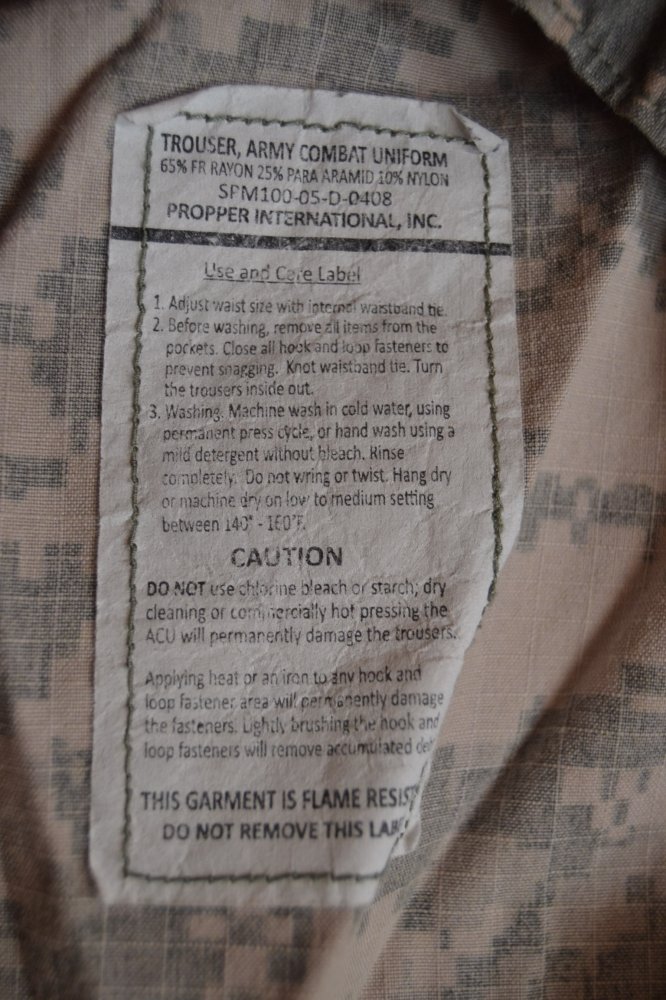 TROUSER, ARMY COMBAT UNIFORM
65% FR RAYON 25% PARA ARAMID 10% NYLON
SPM100-05-D-0408
PROPPER INTERNATIONAL, INC.
Use and Care Label
1. Adjust waist size with internal waistband tie.
2. Before washing, remove all items from the
pockets. Close all hook and loop fasteners to
prevent snagging. Knot waistband tie. Turn
the trousers inside out.
3. Washing. Machine wash in cold water, using
permanent press cycle, or hand wash using a
mild detergent without bleach. Rinse
completely. Do not wring or twist. Hang dry
or machine dry on low to medium setting
between 140° - 160°F.
CAUTION
DO NOT use chlorine bleach or starch; dry
cleaning or commercially hot pressing the
ACU will permanently damage the trousers.
Applying heat or an iron to any hook and
loop fastener area will permanently damage
the fasteners. Lightly brushing the hook and
loop fasteners will remove accumulated
THIS GARMENT IS FLAME RESIST
DO NOT REMOVE THIS LABE